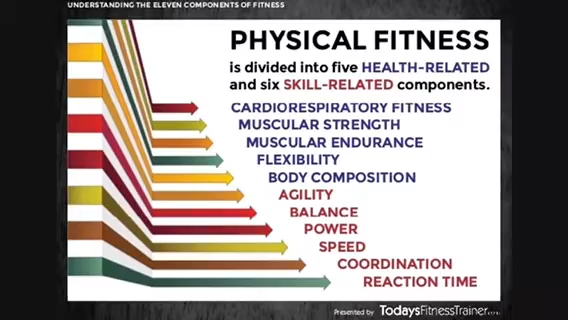 UNDERSTANDING THE ELEVEN COMPONENTS OF FITNESS
PHYSICAL FITNESS
is divided into five HEALTH-RELATED
and six SKILL-RELATED components.
CARDIORESPIRATORY FITNESS
MUSCULAR STRENGTH
MUSCULAR ENDURANCE
FLEXIBILITY
BODY COMPOSITION
AGILITY
BALANCE
POWER
SPEED
COORDINATION
REACTION TIME
Presented by TodaysFitnessTrainer